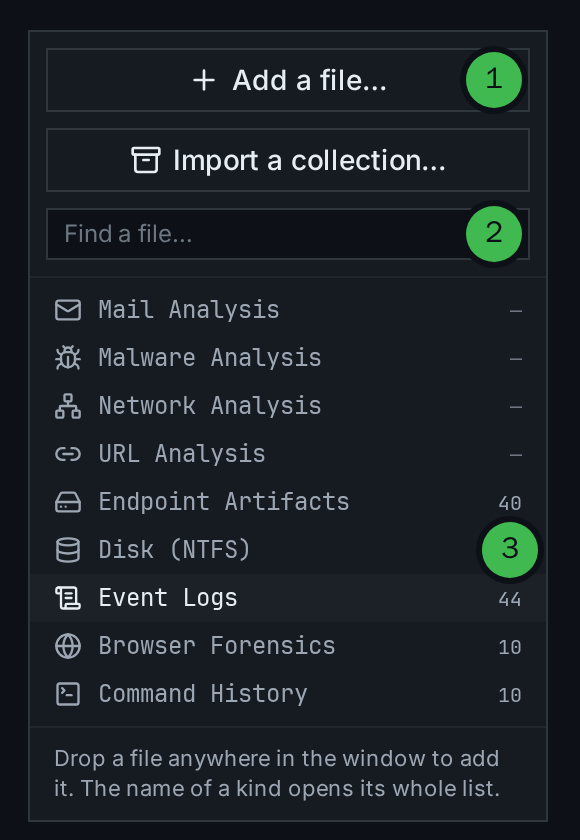 Add a file...
1
Import a collection...
Find a file...
2
Mail Analysis –
Malware Analysis –
Network Analysis –
URL Analysis –
Endpoint Artifacts 40
Disk (NTFS)
3
Event Logs 44
Browser Forensics 10
Command History 10
Drop a file anywhere in the window to add
it. The name of a kind opens its whole list.